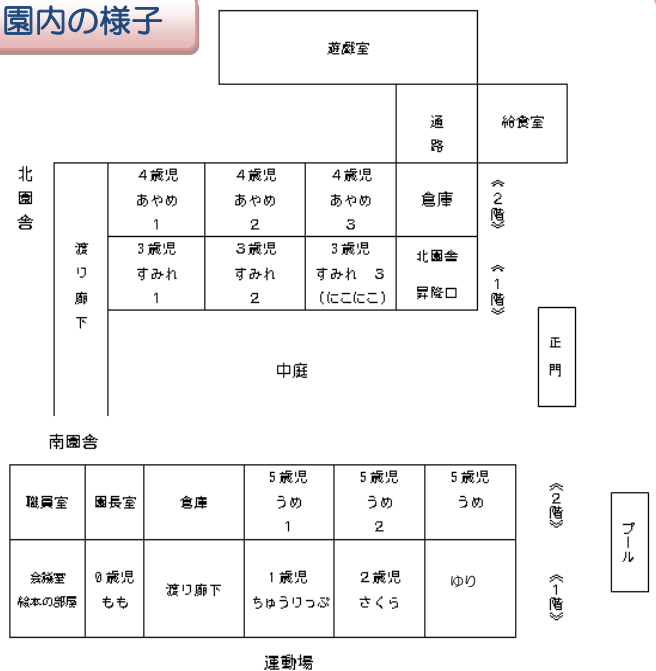 園内の様子
遊戯室
通路
給食室
北園舎
4歳児
あやめ
1
4歳児
あやめ
2
4歳児
あやめ
3
倉庫
《2階》
渡り廊下
3歳児
すみれ
1
3歳児
すみれ
2
3歳児
すみれ 3
(にこにこ)
北園舎
昇降口
《1階》
正門
中庭
南園舎
職員室
園長室
倉庫
5歳児
うめ
1
5歳児
うめ
2
5歳児
うめ
《2階》
プール
会議室
絵本の部屋
0歳児
もも
渡り廊下
1歳児
ちゅうりっぷ
2歳児
さくら
ゆり
《1階》
運動場